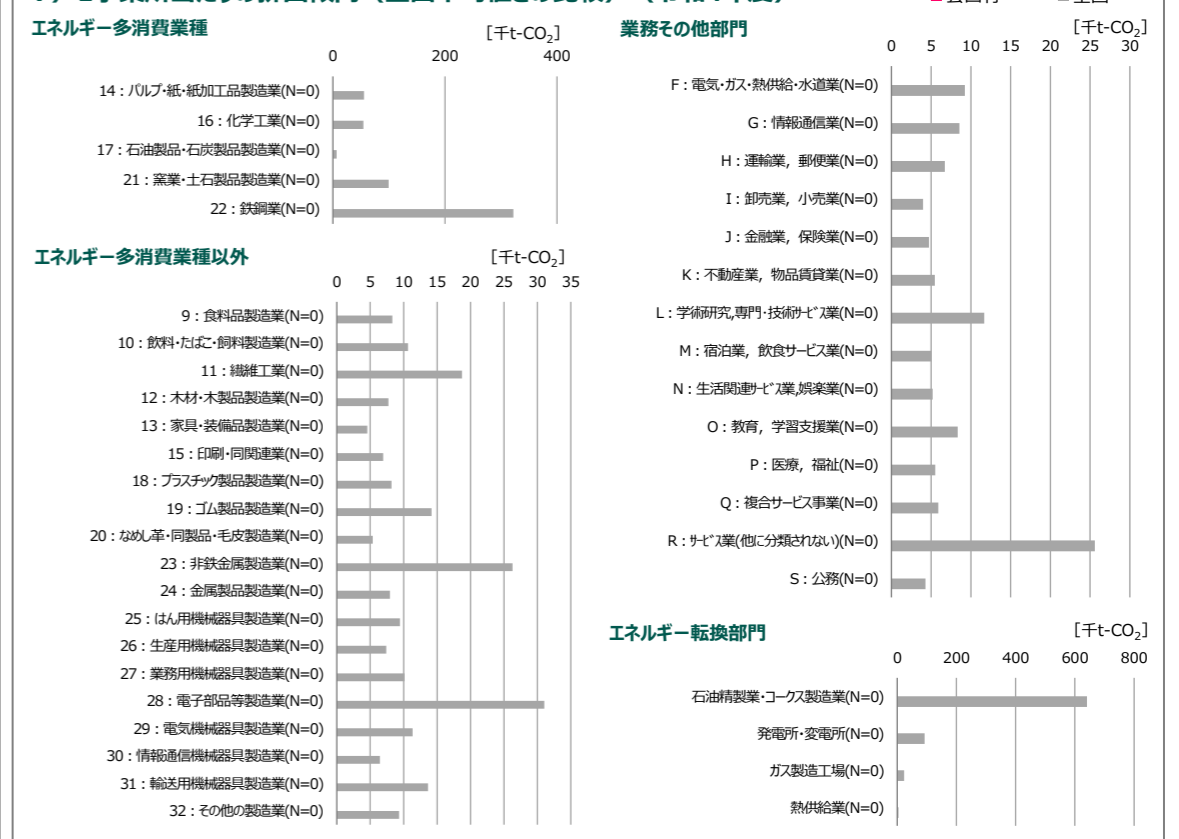 エネルギー多消費業種
[千t-CO2]
0 200 400
14：パルプ・紙・紙加工品製造業(N=0)
16：化学工業(N=0)
17：石油製品・石炭製品製造業(N=0)
21：窯業・土石製品製造業(N=0)
22：鉄鋼業(N=0)
エネルギー多消費業種以外
[千t-CO2]
0 5 10 15 20 25 30 35
9：食料品製造業(N=0)
10：飲料・たばこ・飼料製造業(N=0)
11：繊維工業(N=0)
12：木材・木製品製造業(N=0)
13：家具・装備品製造業(N=0)
15：印刷・同関連業(N=0)
18：プラスチック製品製造業(N=0)
19：ゴム製品製造業(N=0)
20：なめし革・同製品・毛皮製造業(N=0)
23：非鉄金属製造業(N=0)
24：金属製品製造業(N=0)
25：はん用機械器具製造業(N=0)
26：生産用機械器具製造業(N=0)
27：業務用機械器具製造業(N=0)
28：電子部品等製造業(N=0)
29：電気機械器具製造業(N=0)
30：情報通信機械器具製造業(N=0)
31：輸送用機械器具製造業(N=0)
32：その他の製造業(N=0)
業務その他部門
[千t-CO2]
0 5 10 15 20 25 30
F：電気・ガス・熱供給・水道業(N=0)
G：情報通信業(N=0)
H：運輸業，郵便業(N=0)
I：卸売業，小売業(N=0)
J：金融業，保険業(N=0)
K：不動産業，物品賃貸業(N=0)
L：学術研究,専門・技術ｻｰﾋﾞｽ業(N=0)
M：宿泊業，飲食サービス業(N=0)
N：生活関連ｻｰﾋﾞｽ業,娯楽業(N=0)
O：教育，学習支援業(N=0)
P：医療，福祉(N=0)
Q：複合サービス事業(N=0)
R：ｻｰﾋﾞｽ業(他に分類されない)(N=0)
S：公務(N=0)
エネルギー転換部門
[千t-CO2]
0 200 400 600 800
石油精製業・コークス製造業(N=0)
発電所・変電所(N=0)
ガス製造工場(N=0)
熱供給業(N=0)